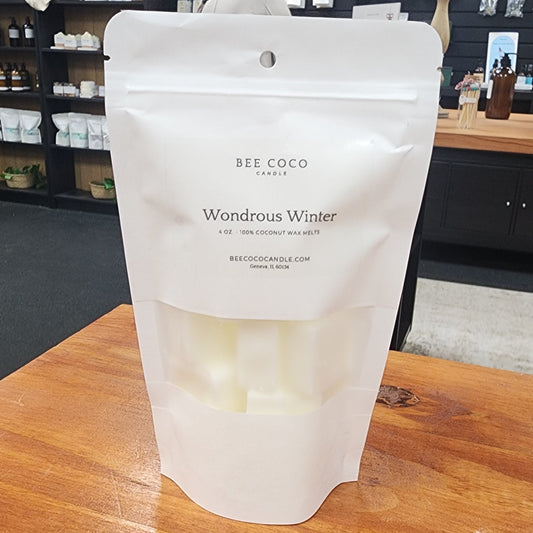 BEE COCO
CANDLE
Wondrous Winter
4 OZ. - 100% COCONUT WAX MELTS
BEECOCOCANDLE.COM
Geneva, IL 60134